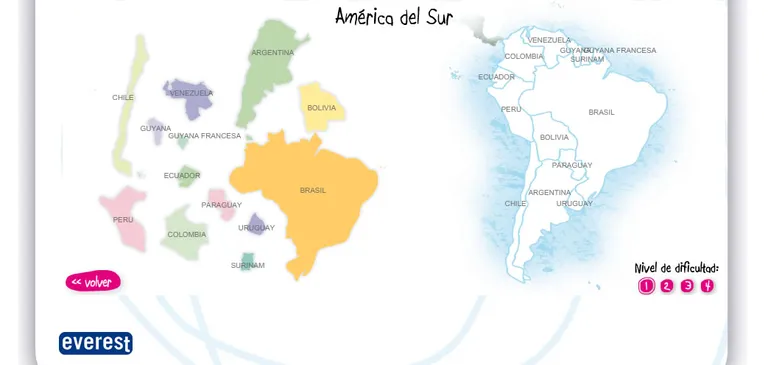 América del Sur
ARGENTINA
CHILE
VENEZUELA
BOLIVIA
GUYANA
GUYANA FRANCESA
ECUADOR
BRASIL
PERU
PARAGUAY
COLOMBIA
URUGUAY
SURINAM
VENEZUELA
COLOMBIA
GUYANA
GUYANA FRANCESA
SURINAM
ECUADOR
PERU
BRASIL
BOLIVIA
PARAGUAY
ARGENTINA
CHILE
URUGUAY
<< volver
Nivel de dificultad:
1 2 3 4
everest